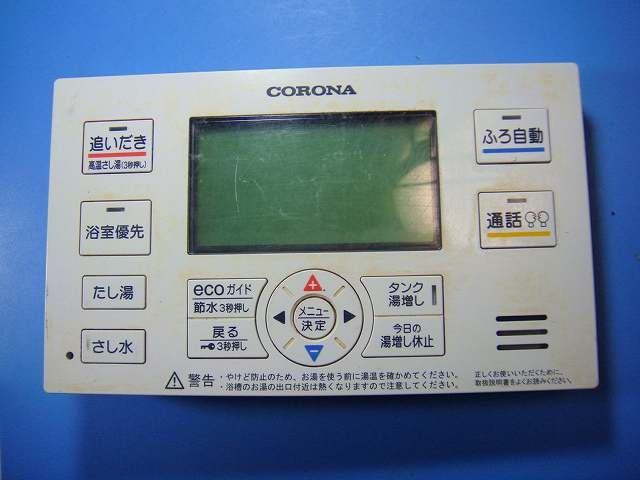 CORONA
追いだき
高温さし湯(3秒押し)
ふろ自動
浴室優先
通話
たし湯
さし水
ecoガイド
節水3秒押し
戻る
3秒押し
メニュー
決定
タンク
湯増し
今日の
湯増し休止
警告
・やけど防止のため、お湯を使う前に湯温を確かめてください。
・浴槽のお湯の出口付近は熱くなりますので注意してください。
正しくお使いいただくために、
取扱説明書をよくお読みください。